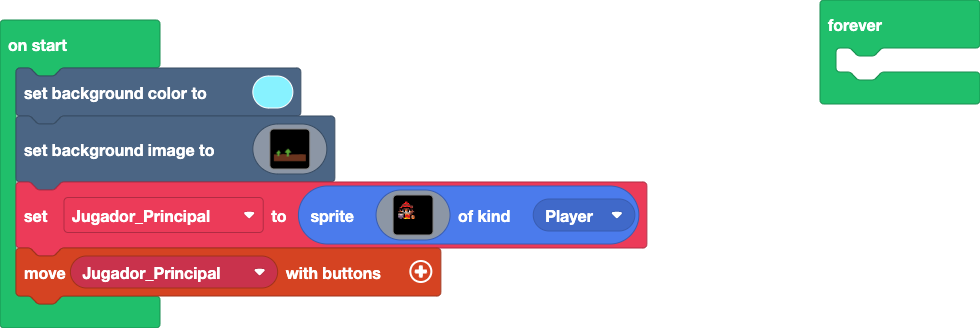 on start
forever
set background color to
set background image to
set Jugador_Principal to sprite of kind Player
move Jugador_Principal with buttons